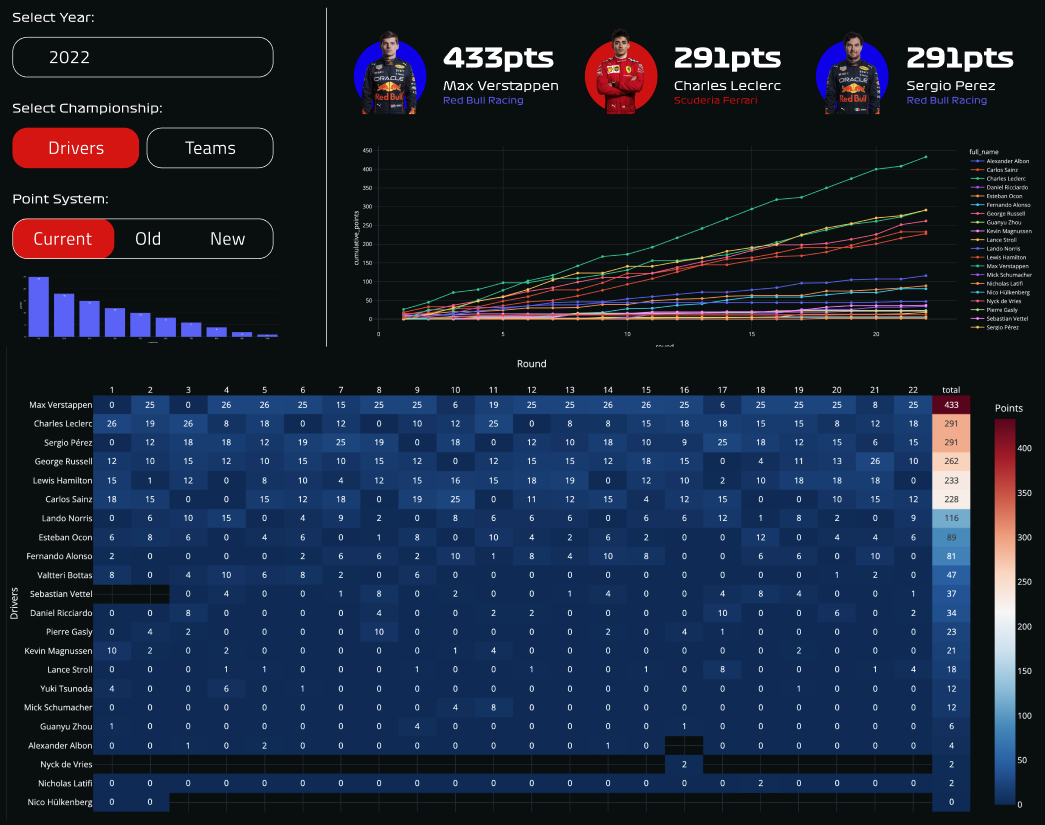 Select Year:
2022
Select Championship:
Drivers
Teams
Point System:
Current
Old
New
433pts
Max Verstappen
Red Bull Racing
291pts
Charles Leclerc
Scuderia Ferrari
291pts
Sergio Perez
Red Bull Racing
ORACLE
Red Bull
ORACLE
Red Bull
cumulative_points
450
400
350
300
250
200
150
100
50
0
0
5
10
15
20
round
full_name
Alexander Albon
Carlos Sainz
Charles Leclerc
Daniel Ricciardo
Esteban Ocon
Fernando Alonso
George Russell
Guanyu Zhou
Kevin Magnussen
Lance Stroll
Lando Norris
Lewis Hamilton
Max Verstappen
Mick Schumacher
Nicholas Latifi
Nico Hülkenberg
Nyck de Vries
Pierre Gasly
Sebastian Vettel
Sergio Pérez
Round
1 2 3 4 5 6 7 8 9 10 11 12 13 14 15 16 17 18 19 20 21 22 total
Drivers
Max Verstappen 0 25 0 26 26 25 15 25 25 6 19 25 25 26 26 25 6 25 25 25 8 25 433
Charles Leclerc 26 19 26 8 18 0 12 0 10 12 25 0 8 8 15 18 18 15 15 8 12 18 291
Sergio Pérez 0 12 18 18 12 19 25 19 0 18 0 12 10 18 10 9 25 18 12 15 6 15 291
George Russell 12 10 15 12 10 15 10 15 12 0 12 15 15 12 18 15 0 4 11 13 26 10 262
Lewis Hamilton 15 1 12 0 8 10 4 12 15 16 15 18 19 0 12 10 2 10 18 18 18 0 233
Carlos Sainz 18 15 0 0 15 12 18 0 19 25 0 11 12 15 4 12 15 0 0 10 15 12 228
Lando Norris 0 6 10 15 0 4 9 2 0 8 6 6 6 0 6 6 12 1 8 2 0 9 116
Esteban Ocon 6 8 6 0 4 6 0 1 8 0 10 4 2 6 2 0 0 12 0 4 4 6 89
Fernando Alonso 2 0 0 0 0 2 6 6 2 10 1 8 4 10 8 0 0 6 6 0 10 0 81
Valtteri Bottas 8 0 4 10 6 8 2 0 6 0 0 0 0 0 0 0 0 0 0 1 2 0 47
Sebastian Vettel 0 4 0 0 1 8 0 2 0 0 1 4 0 0 4 8 4 0 0 1 37
Daniel Ricciardo 0 0 8 0 0 0 0 4 0 0 2 2 0 0 0 0 10 0 0 6 0 2 34
Pierre Gasly 0 4 2 0 0 0 0 10 0 0 0 0 0 2 0 4 1 0 0 0 0 0 23
Kevin Magnussen 10 2 0 2 0 0 0 0 0 1 4 0 0 0 0 0 0 0 2 0 0 0 21
Lance Stroll 0 0 0 1 1 0 0 0 1 0 0 1 0 0 1 0 8 0 0 0 1 4 18
Yuki Tsunoda 4 0 0 6 0 1 0 0 0 0 0 0 0 0 0 0 0 0 1 0 0 0 12
Mick Schumacher 0 0 0 0 0 0 0 0 0 4 8 0 0 0 0 0 0 0 0 0 0 0 12
Guanyu Zhou 1 0 0 0 0 0 0 0 4 0 0 0 0 0 0 1 0 0 0 0 0 0 6
Alexander Albon 0 0 1 0 2 0 0 0 0 0 0 0 0 1 0 0 0 0 0 0 0 4
Nyck de Vries 2 2
Nicholas Latifi 0 0 0 0 0 0 0 0 0 0 0 0 0 0 0 0 0 2 0 0 0 0 2
Nico Hülkenberg 0 0 0
Points
400
350
300
250
200
150
100
50
0